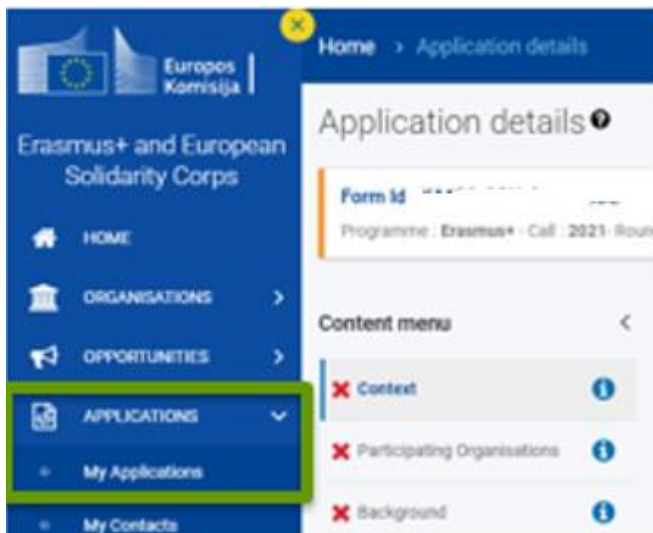 Europos
Komisija
Erasmus+ and European
Solidarity Corps
HOME
ORGANISATIONS
OPPORTUNITIES
APPLICATIONS
My Applications
My Contacts
Home > Application details
Application details
Form Id
Programme : Erasmus+ - Call : 2021 - Roun
Content menu
Context
Participating Organisations
Background